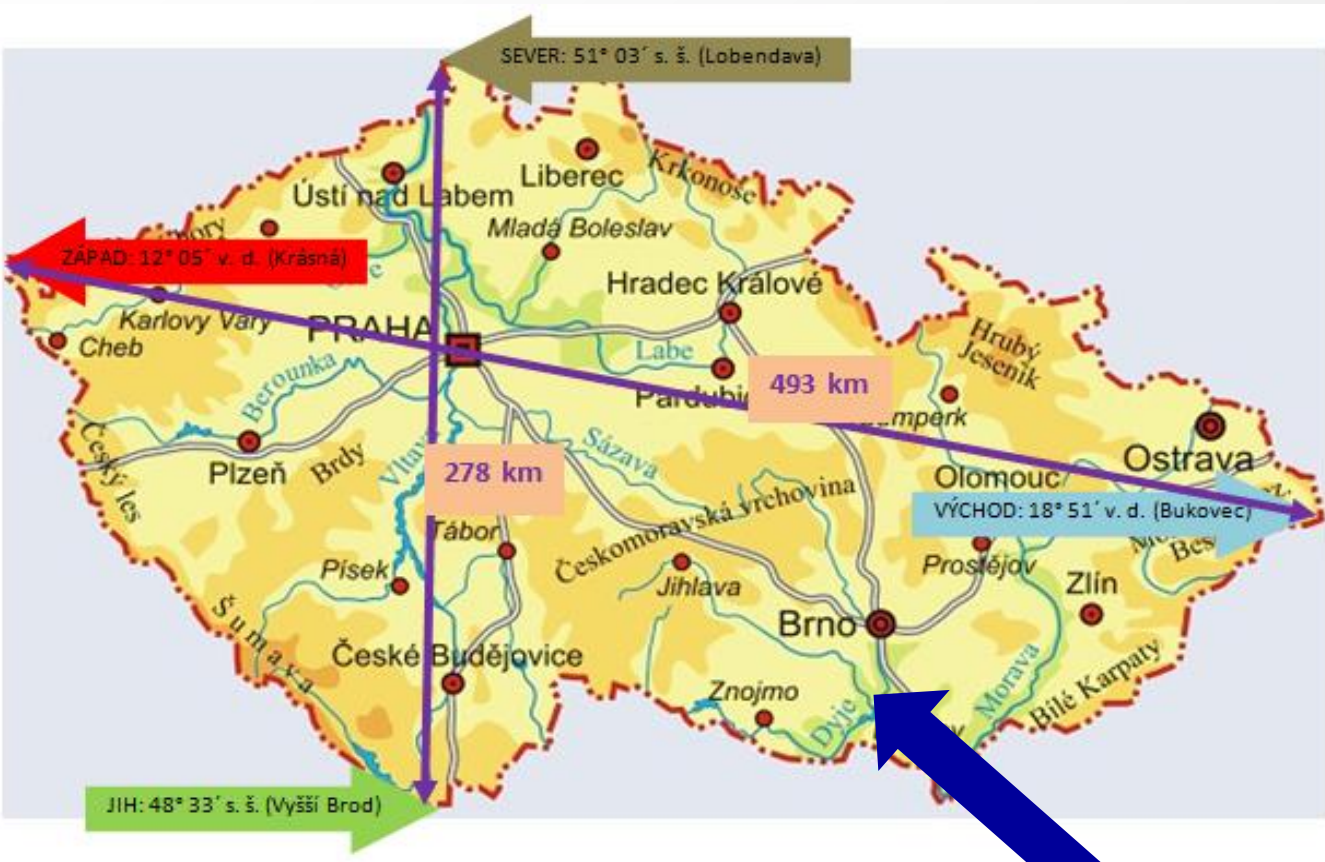 SEVER: 51° 03´ s. š. (Lobendava)
Liberec
Krkonoše
Ústí nad Labem
Mladá Boleslav
ZÁPAD: 12° 05´ v. d. (Krásná)
Hradec Králové
Karlovy Vary
PRAHA
Cheb
Labe
Hrubý
Jeseník
493 km
Berounka
Český les
Plzeň
Brdy
Sázava
Ostrava
278 km
Olomouc
Českomoravská vrchovina
VÝCHOD: 18° 51´ v. d. (Bukovec)
Tábor
Prostějov
Písek
Jihlava
Zlín
Brno
Šumava
České Budějovice
Znojmo
Dyje
Morava
Bílé Karpaty
JIH: 48° 33´ s. š. (Vyšší Brod)